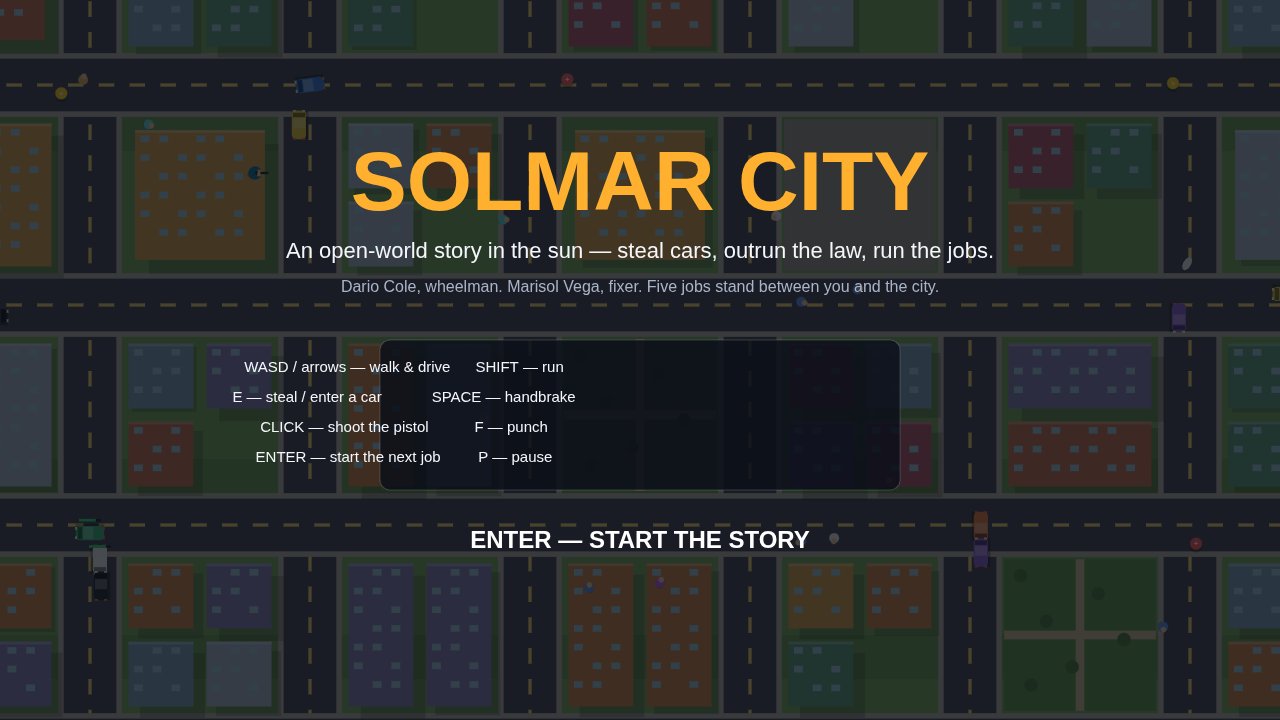 SOLMAR CITY
An open-world story in the sun — steal cars, outrun the law, run the jobs.
Dario Cole, wheelman. Marisol Vega, fixer. Five jobs stand between you and the city.
WASD / arrows — walk & drive SHIFT — run
E — steal / enter a car SPACE — handbrake
CLICK — shoot the pistol F — punch
ENTER — start the next job P — pause
ENTER — START THE STORY